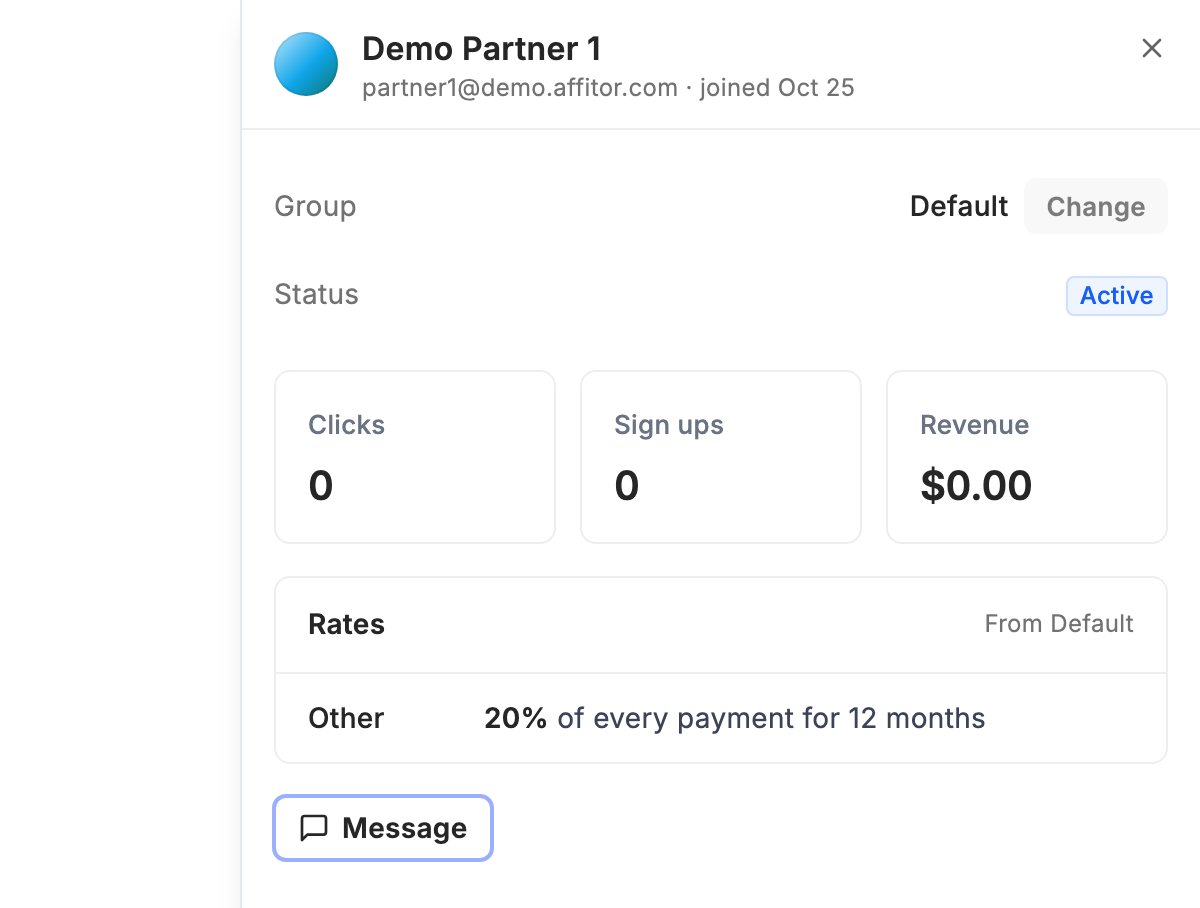 Demo Partner 1
partner1@demo.affitor.com · joined Oct 25
Group Default Change
Status Active
Clicks Sign ups Revenue
0 0 $0.00
Rates From Default
Other 20% of every payment for 12 months
Message